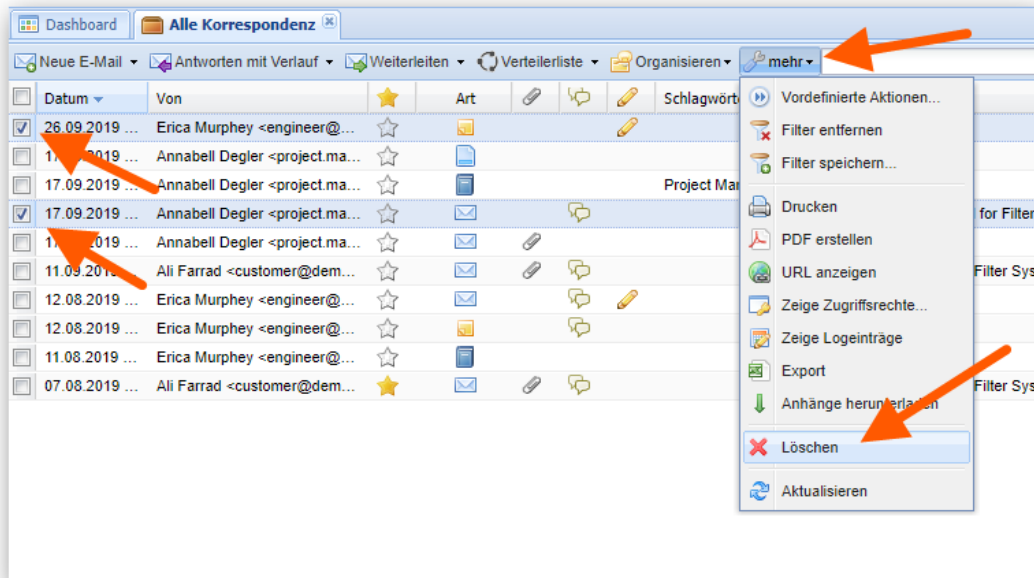 Dashboard Alle Korrespondenz
Neue E-Mail Antworten mit Verlauf Weiterleiten Verteilerliste Organisieren mehr
Datum Von Art Schlagwört
26.09.2019 ... Erica Murphey <engineer@...
Annabell Degler <project.ma...
17.09.2019 ... Annabell Degler <project.ma... Project Mar
17.09.2019 ... Annabell Degler <project.ma... for Filter
Annabell Degler <project.ma...
11.09.201... Ali Farrad <customer@dem... Filter Sys
12.08.2019 ... Erica Murphey <engineer@...
12.08.2019 ... Erica Murphey <engineer@...
11.08.2019 ... Erica Murphey <engineer@...
07.08.2019 ... Ali Farrad <customer@dem... Filter Sys
Vordefinierte Aktionen...
Filter entfernen
Filter speichern...
Drucken
PDF erstellen
URL anzeigen
Zeige Zugriffsrechte...
Zeige Logeinträge
Export
Anhänge herunterladen
Löschen
Aktualisieren